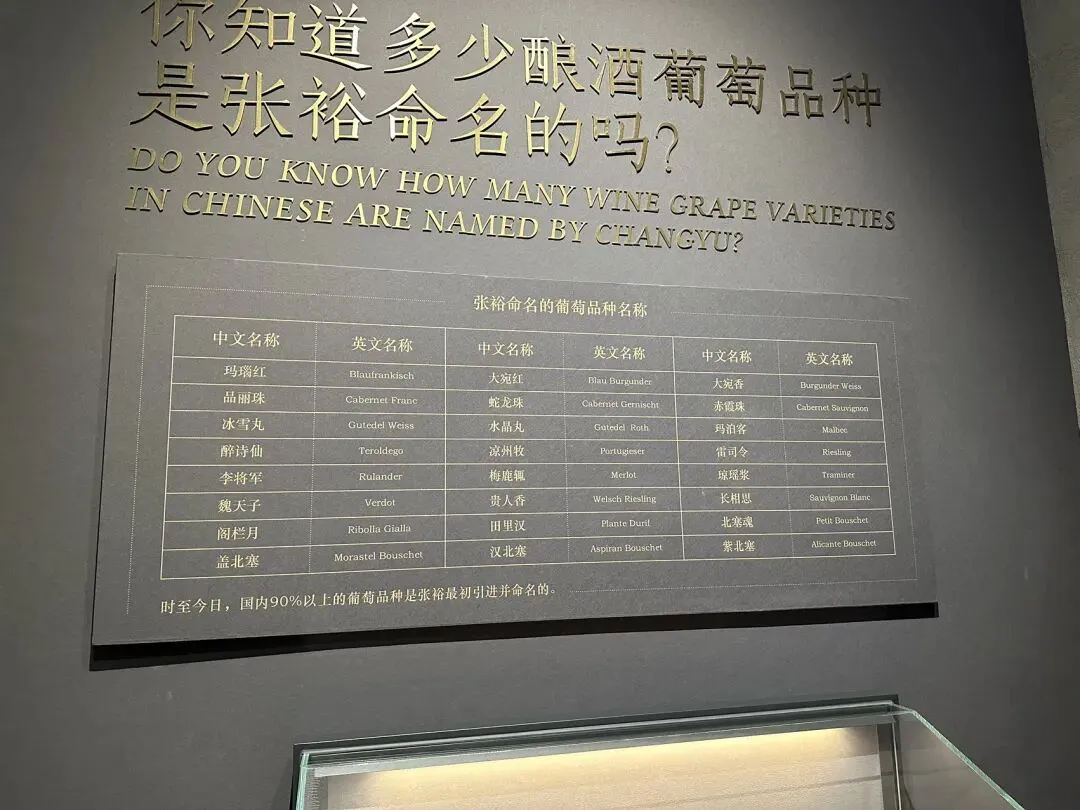 你知道多少酿酒葡萄品种
是张裕命名的吗?
DO YOU KNOW HOW MANY WINE GRAPE VARIETIES
IN CHINESE ARE NAMED BY CHANGYU?
张裕命名的葡萄品种名称
中文名称 英文名称 中文名称 英文名称 中文名称 英文名称
玛瑙红 Blaufrankisch 大宛红 Blau Burgunder 大宛香 Burgunder Weiss
品丽珠 Cabernet Franc 蛇龙珠 Cabernet Gernischt 赤霞珠 Cabernet Sauvignon
冰雪丸 Gutedel Weiss 水晶丸 Gutedel Roth 玛泊客 Malbec
醉诗仙 Teroldego 凉州牧 Portugieser 雷司令 Riesling
李将军 Rulander 梅鹿辄 Merlot 琼瑶浆 Traminer
魏天子 Verdot 贵人香 Welsch Riesling 长相思 Sauvignon Blanc
阁栏月 Ribolla Gialla 田里汉 Plante Durif 北塞魂 Petit Bouschet
盖北塞 Morastel Bouschet 汉北塞 Aspiran Bouschet 紫北塞 Alicante Bouschet
时至今日，国内90%以上的葡萄品种是张裕最初引进并命名的。